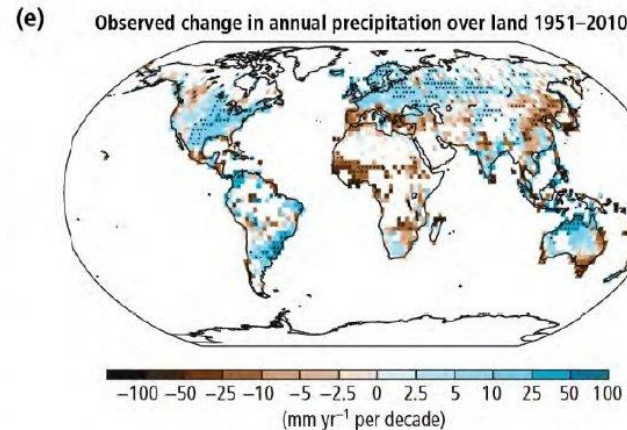 (e) Observed change in annual precipitation over land 1951–2010
−100 −50 −25 −10 −5 −2.5 0 2.5 5 10 25 50 100
(mm yr⁻¹ per decade)